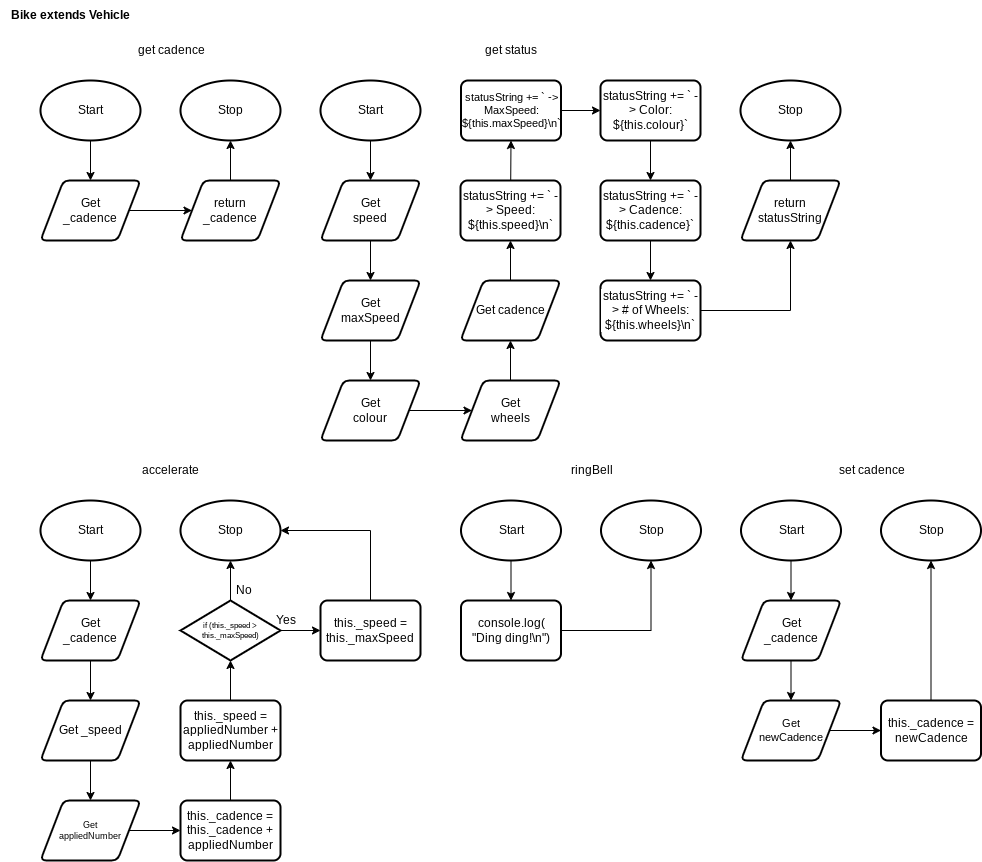 Bike extends Vehicle
get cadence
Start
Stop
Get
_cadence
return
_cadence
get status
Start
Get
speed
Get
maxSpeed
Get
colour
Get
wheels
Get cadence
statusString += ` -
> Speed:
${this.speed}\n`
statusString += ` ->
MaxSpeed:
${this.maxSpeed}\n`
statusString += ` -
> Color:
${this.colour}`
statusString += ` -
> Cadence:
${this.cadence}`
statusString += ` -
> # of Wheels:
${this.wheels}\n`
return
statusString
Stop
accelerate
Start
Get
_cadence
Get _speed
Get
appliedNumber
this._cadence =
this._cadence +
appliedNumber
this._speed =
appliedNumber +
appliedNumber
if (this._speed >
this._maxSpeed)
No
Yes
this._speed =
this._maxSpeed
Stop
ringBell
Start
console.log(
"Ding ding!\n")
Stop
set cadence
Start
Get
_cadence
Get
newCadence
this._cadence =
newCadence
Stop